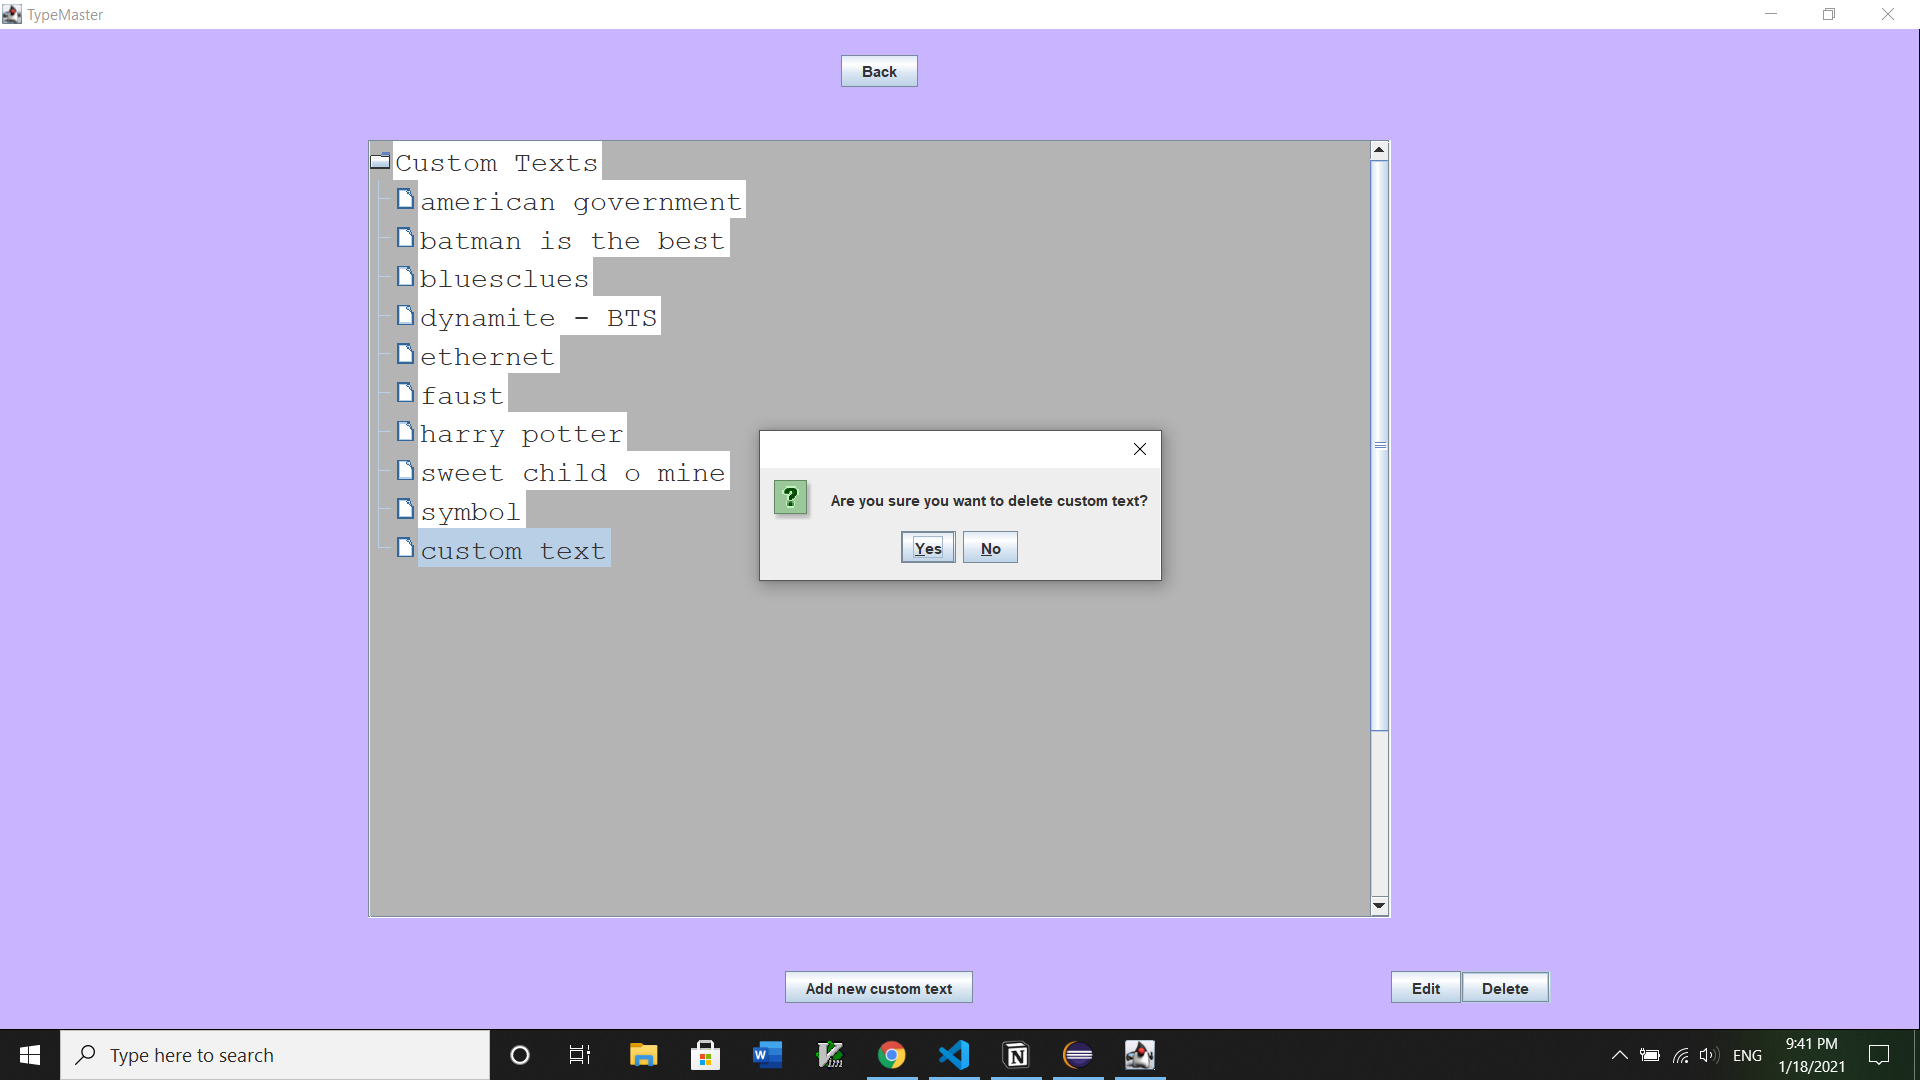 TypeMaster
Back
Custom Texts
american government
batman is the best
bluesclues
dynamite - BTS
ethernet
faust
harry potter
sweet child o mine
symbol
custom text
?
Are you sure you want to delete custom text?
Yes No
Add new custom text
Edit Delete
Type here to search
W
Vim
N
ENG
9:41 PM
1/18/2021